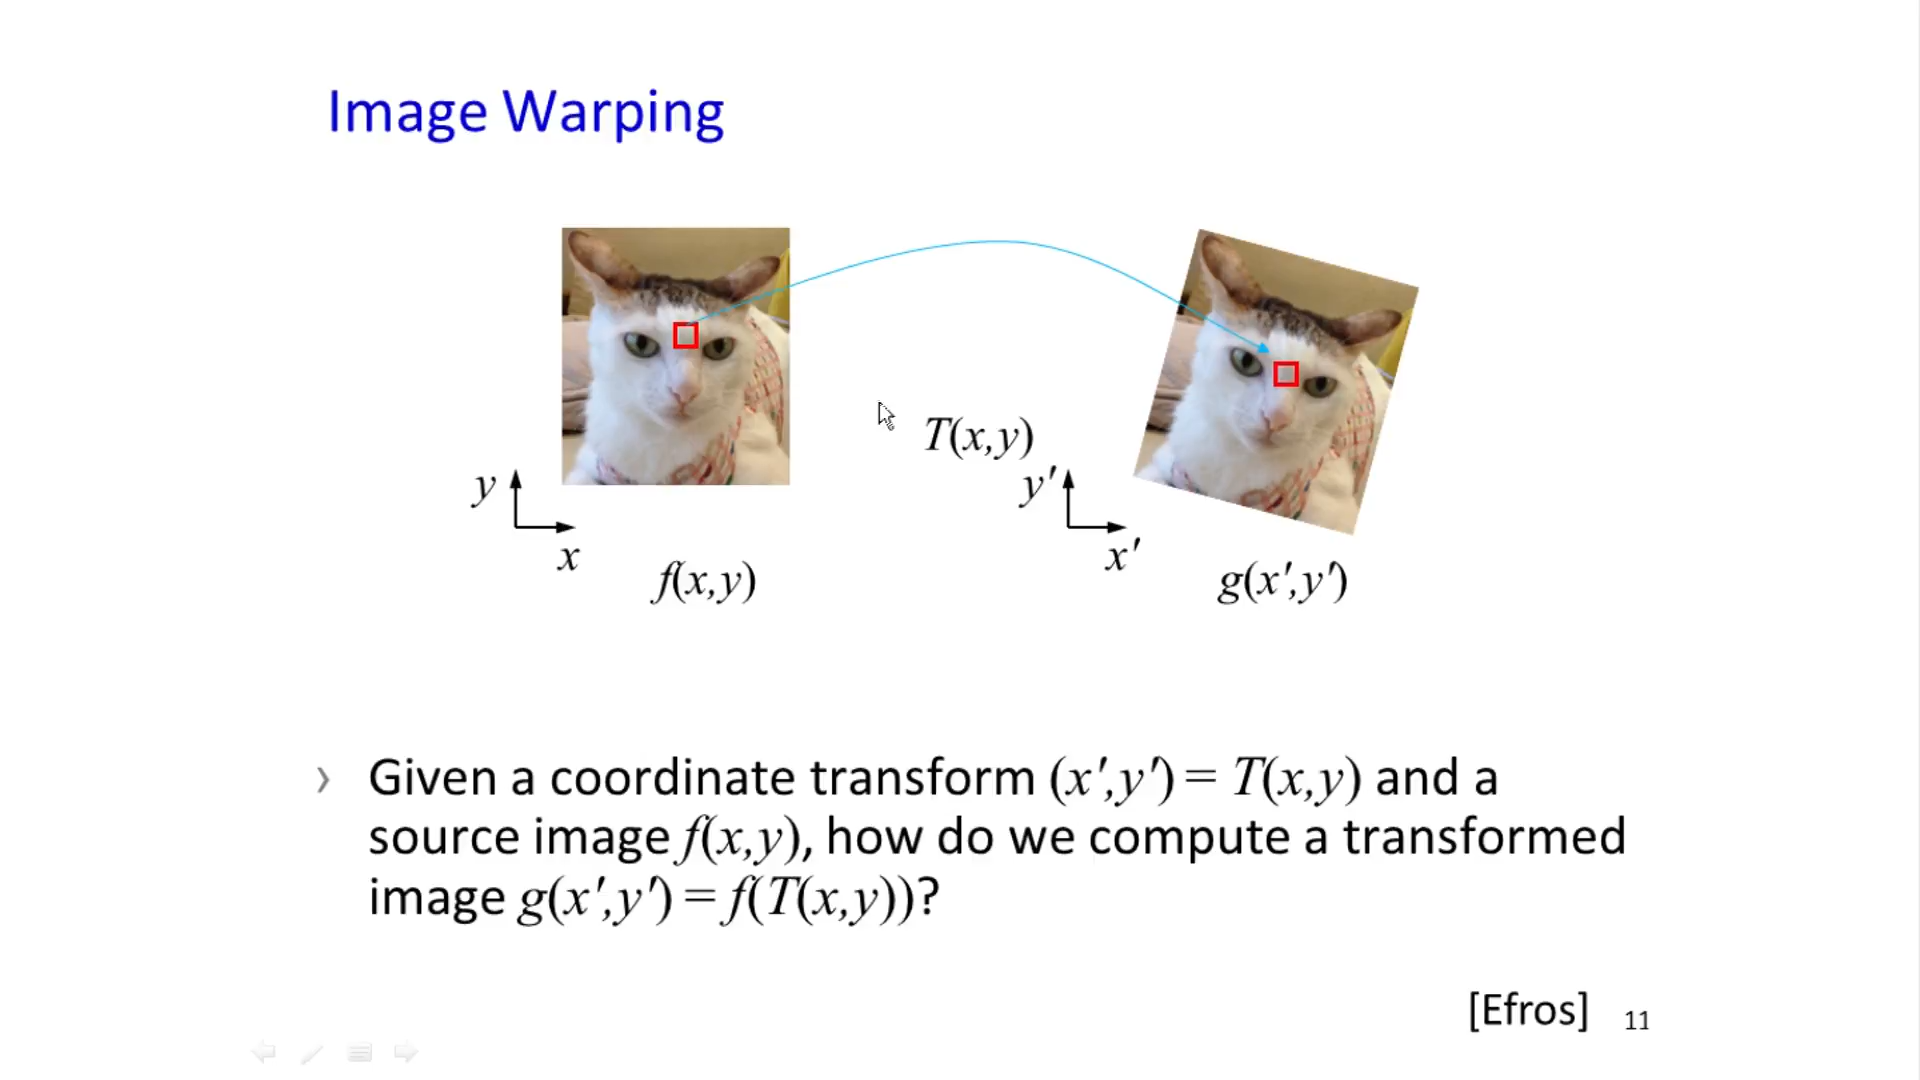 Image Warping
T(x,y)
y
y′
x
x′
f(x,y)
g(x′,y′)
› Given a coordinate transform (x′,y′) = T(x,y) and a
source image f(x,y), how do we compute a transformed
image g(x′,y′) = f(T(x,y))?
[Efros]
11